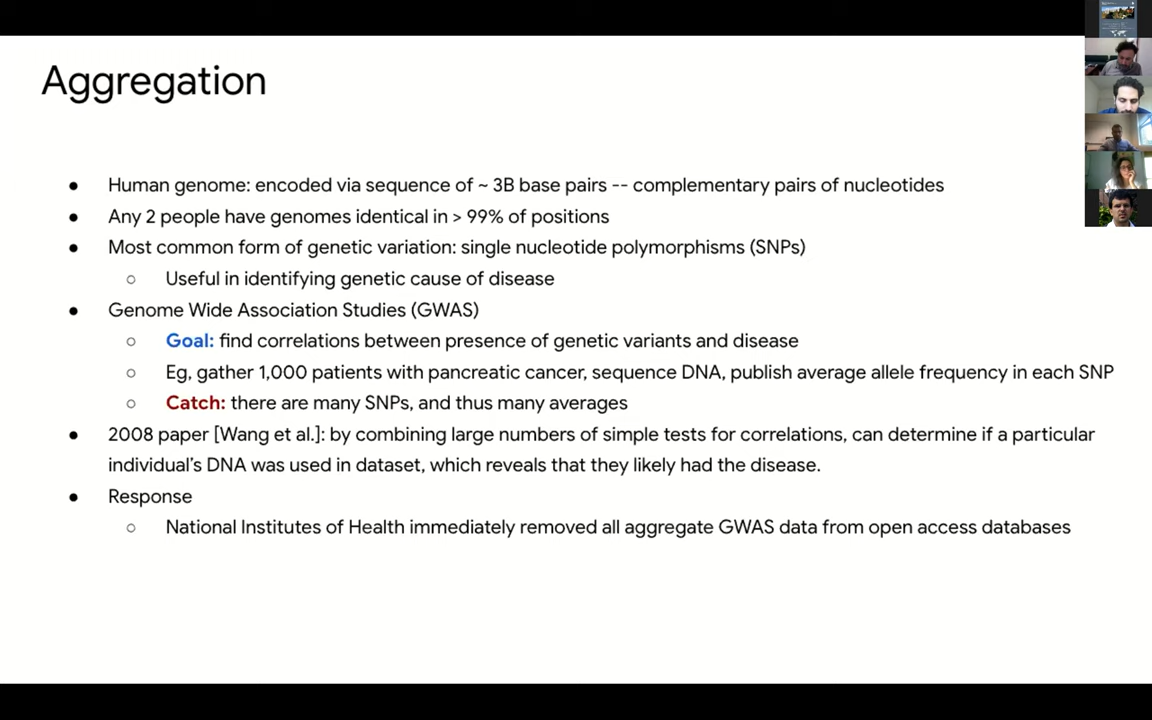 Aggregation
● Human genome: encoded via sequence of ~ 3B base pairs -- complementary pairs of nucleotides
● Any 2 people have genomes identical in > 99% of positions
● Most common form of genetic variation: single nucleotide polymorphisms (SNPs)
○ Useful in identifying genetic cause of disease
● Genome Wide Association Studies (GWAS)
○ Goal: find correlations between presence of genetic variants and disease
○ Eg, gather 1,000 patients with pancreatic cancer, sequence DNA, publish average allele frequency in each SNP
○ Catch: there are many SNPs, and thus many averages
● 2008 paper [Wang et al.]: by combining large numbers of simple tests for correlations, can determine if a particular
individual's DNA was used in dataset, which reveals that they likely had the disease.
● Response
○ National Institutes of Health immediately removed all aggregate GWAS data from open access databases